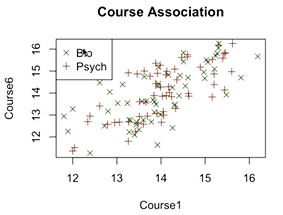 Course Association
Bio
Psych
Course6
12 13 14 15 16
Course1
12 13 14 15 16